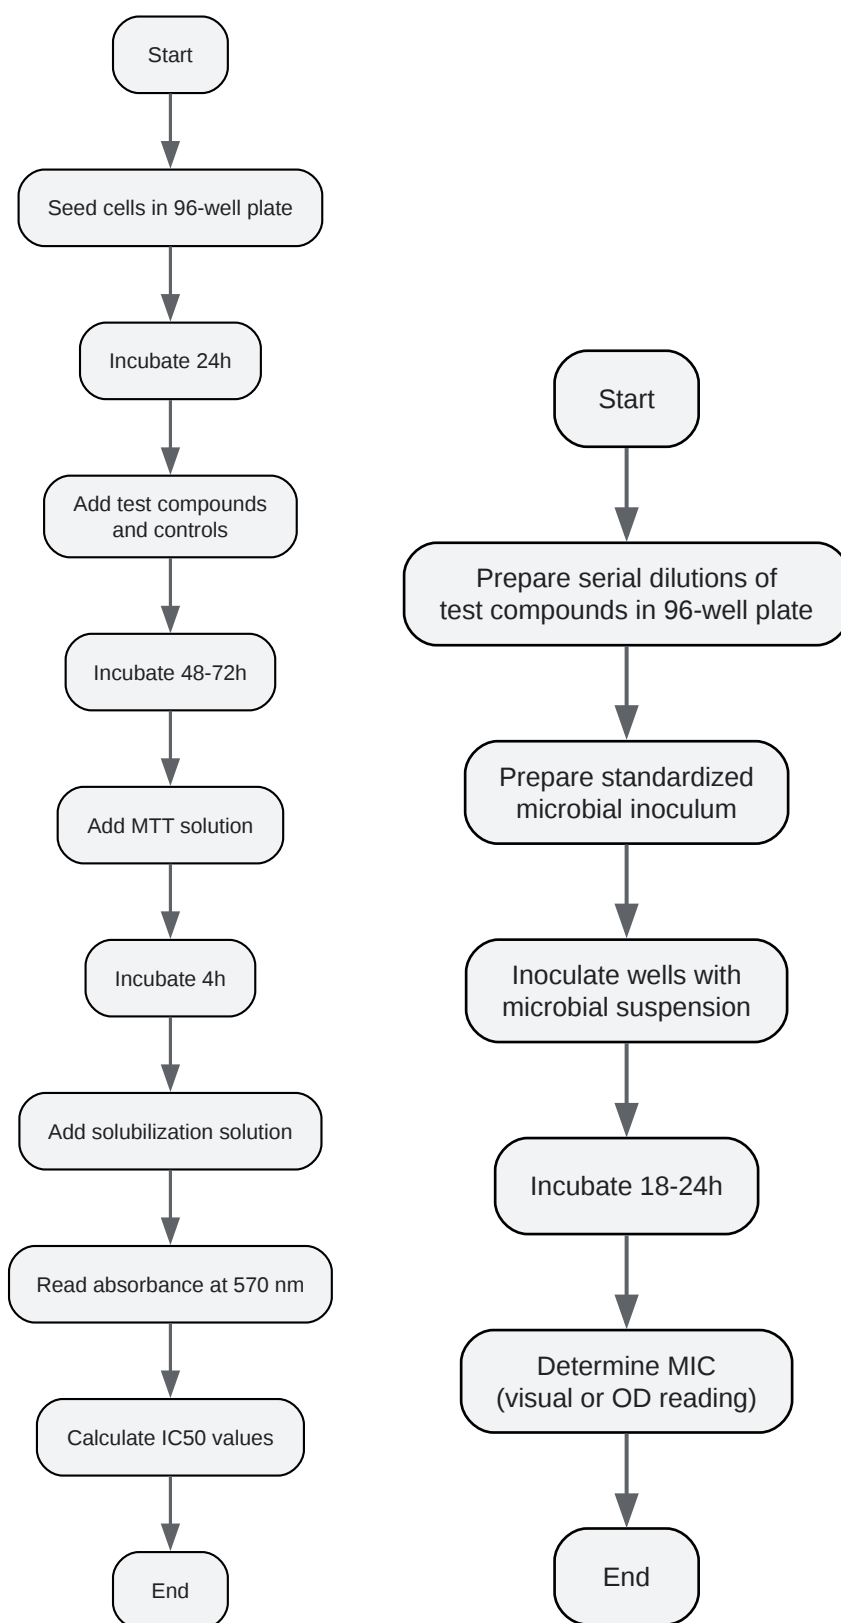 Start
Seed cells in 96-well plate
Incubate 24h
Add test compounds
and controls
Incubate 48-72h
Add MTT solution
Incubate 4h
Add solubilization solution
Read absorbance at 570 nm
Calculate IC50 values
End
Start
Prepare serial dilutions of
test compounds in 96-well plate
Prepare standardized
microbial inoculum
Inoculate wells with
microbial suspension
Incubate 18-24h
Determine MIC
(visual or OD reading)
End